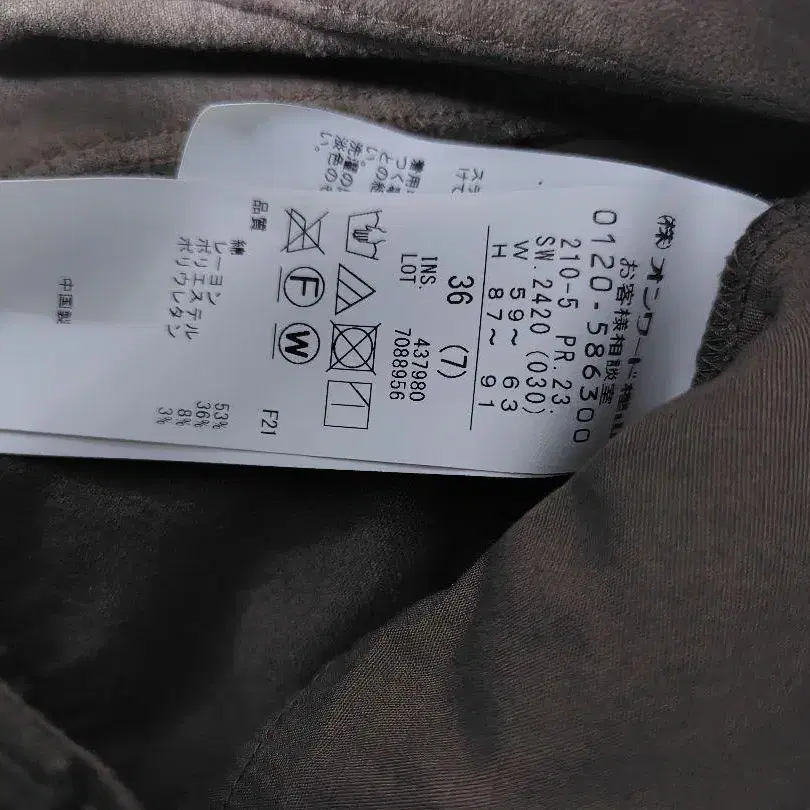 (株)オンワード
お客様相談室
0120-586300
210-5 PR.23:
SW.2420 (030)
W 59~ 63
H 87~ 91
36 (7)
INS. 437980
LOT 7088956
F
W
品質 F21
綿 53%
レーヨン 36%
ポリエステル 8%
ポリウレタン 3%
中国製